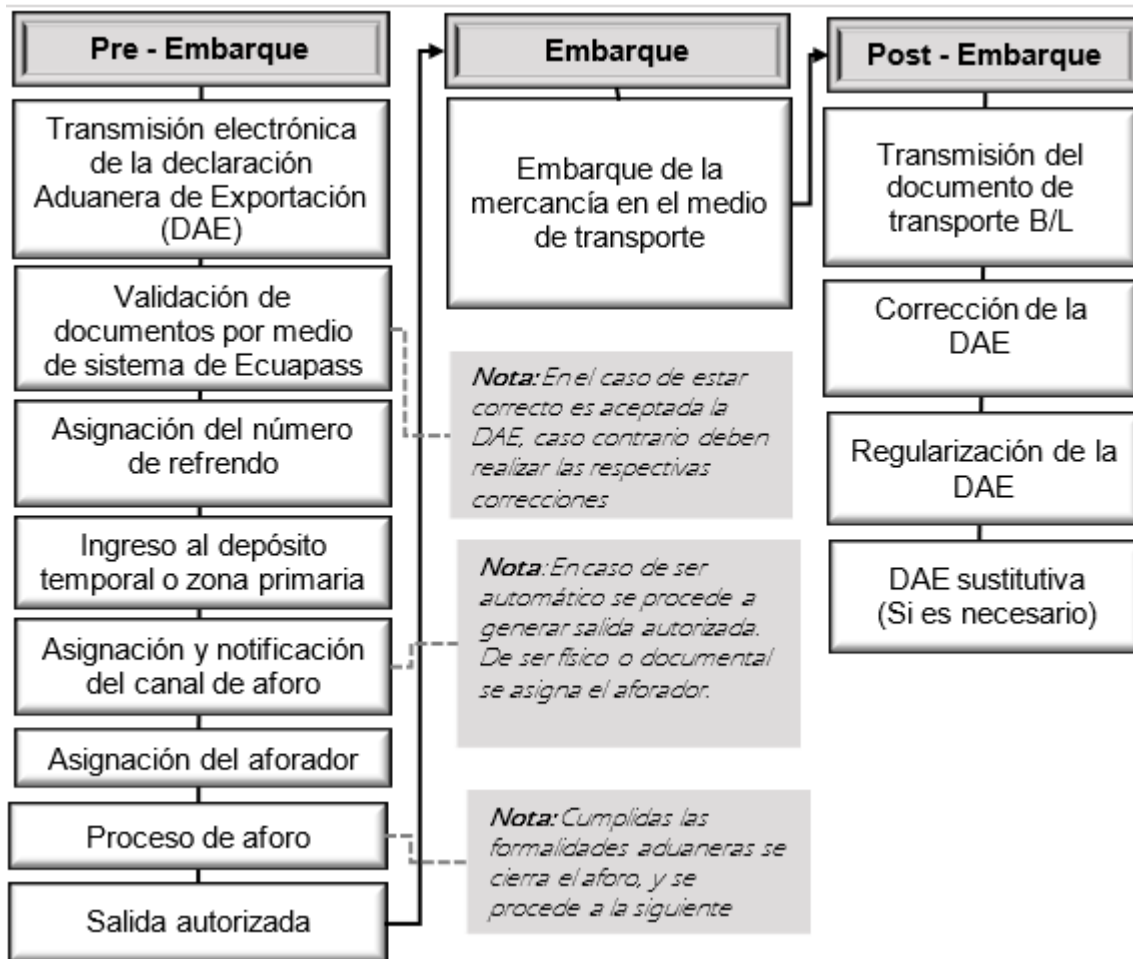 Pre - Embarque
Transmisión electrónica
de la declaración
Aduanera de Exportación
(DAE)
Validación de
documentos por medio
de sistema de Ecuapass
Asignación del número
de refrendo
Ingreso al depósito
temporal o zona primaria
Asignación y notificación
del canal de aforo
Asignación del aforador
Proceso de aforo
Salida autorizada
Embarque
Embarque de la
mercancía en el medio
de transporte
Nota: En el caso de estar
correcto es aceptada la
DAE, caso contrario deben
realizar las respectivas
correcciones
Nota: En caso de ser
automático se procede a
generar salida autorizada.
De ser físico o documental
se asigna el aforador.
Nota: Cumplidas las
formalidades aduaneras se
cierra el aforo, y se
procede a la siguiente
Post - Embarque
Transmisión del
documento de
transporte B/L
Corrección de la
DAE
Regularización de la
DAE
DAE sustitutiva
(Si es necesario)